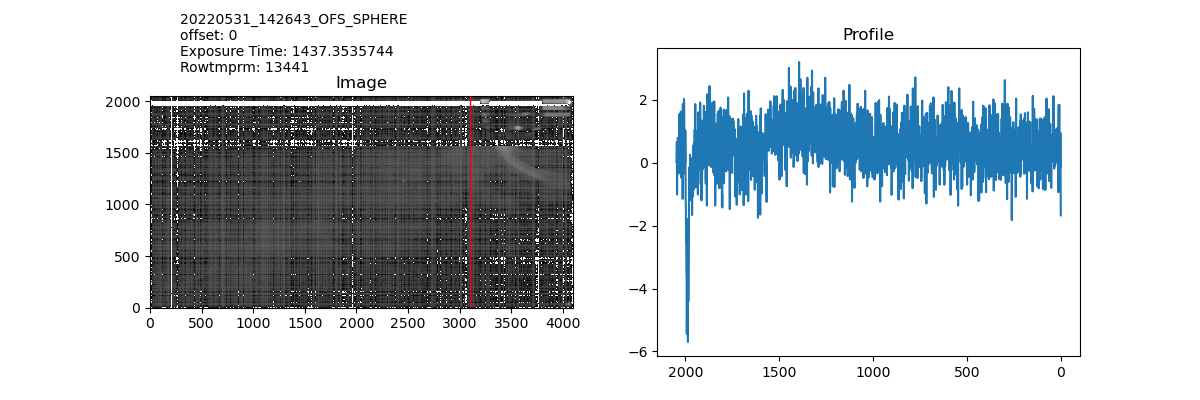 20220531_142643_OFS_SPHERE
offset: 0
Exposure Time: 1437.3535744
Rowtmprm: 13441
Image
2000
1500
1000
500
0
0 500 1000 1500 2000 2500 3000 3500 4000
Profile
2
0
−2
−4
−6
2000 1500 1000 500 0